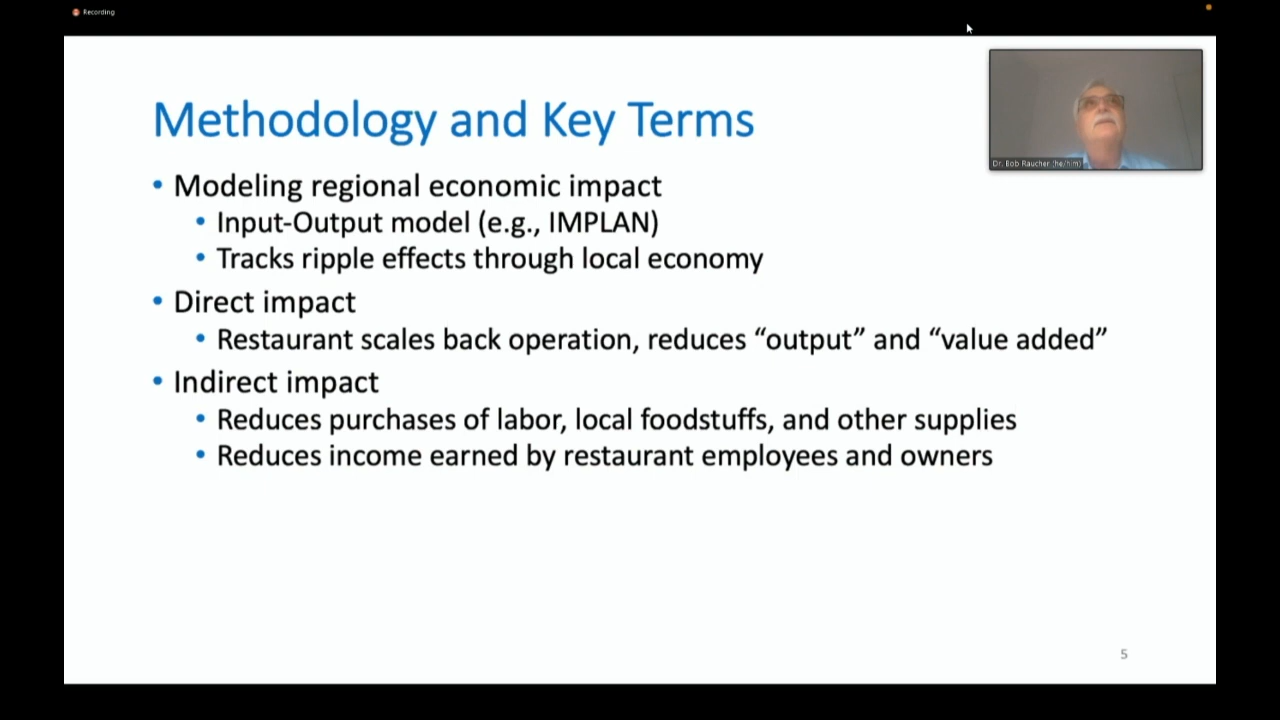 Recording
Methodology and Key Terms
• Modeling regional economic impact
• Input-Output model (e.g., IMPLAN)
• Tracks ripple effects through local economy
• Direct impact
• Restaurant scales back operation, reduces “output” and “value added”
• Indirect impact
• Reduces purchases of labor, local foodstuffs, and other supplies
• Reduces income earned by restaurant employees and owners
Dr. Bob Raucher (he/him)
5